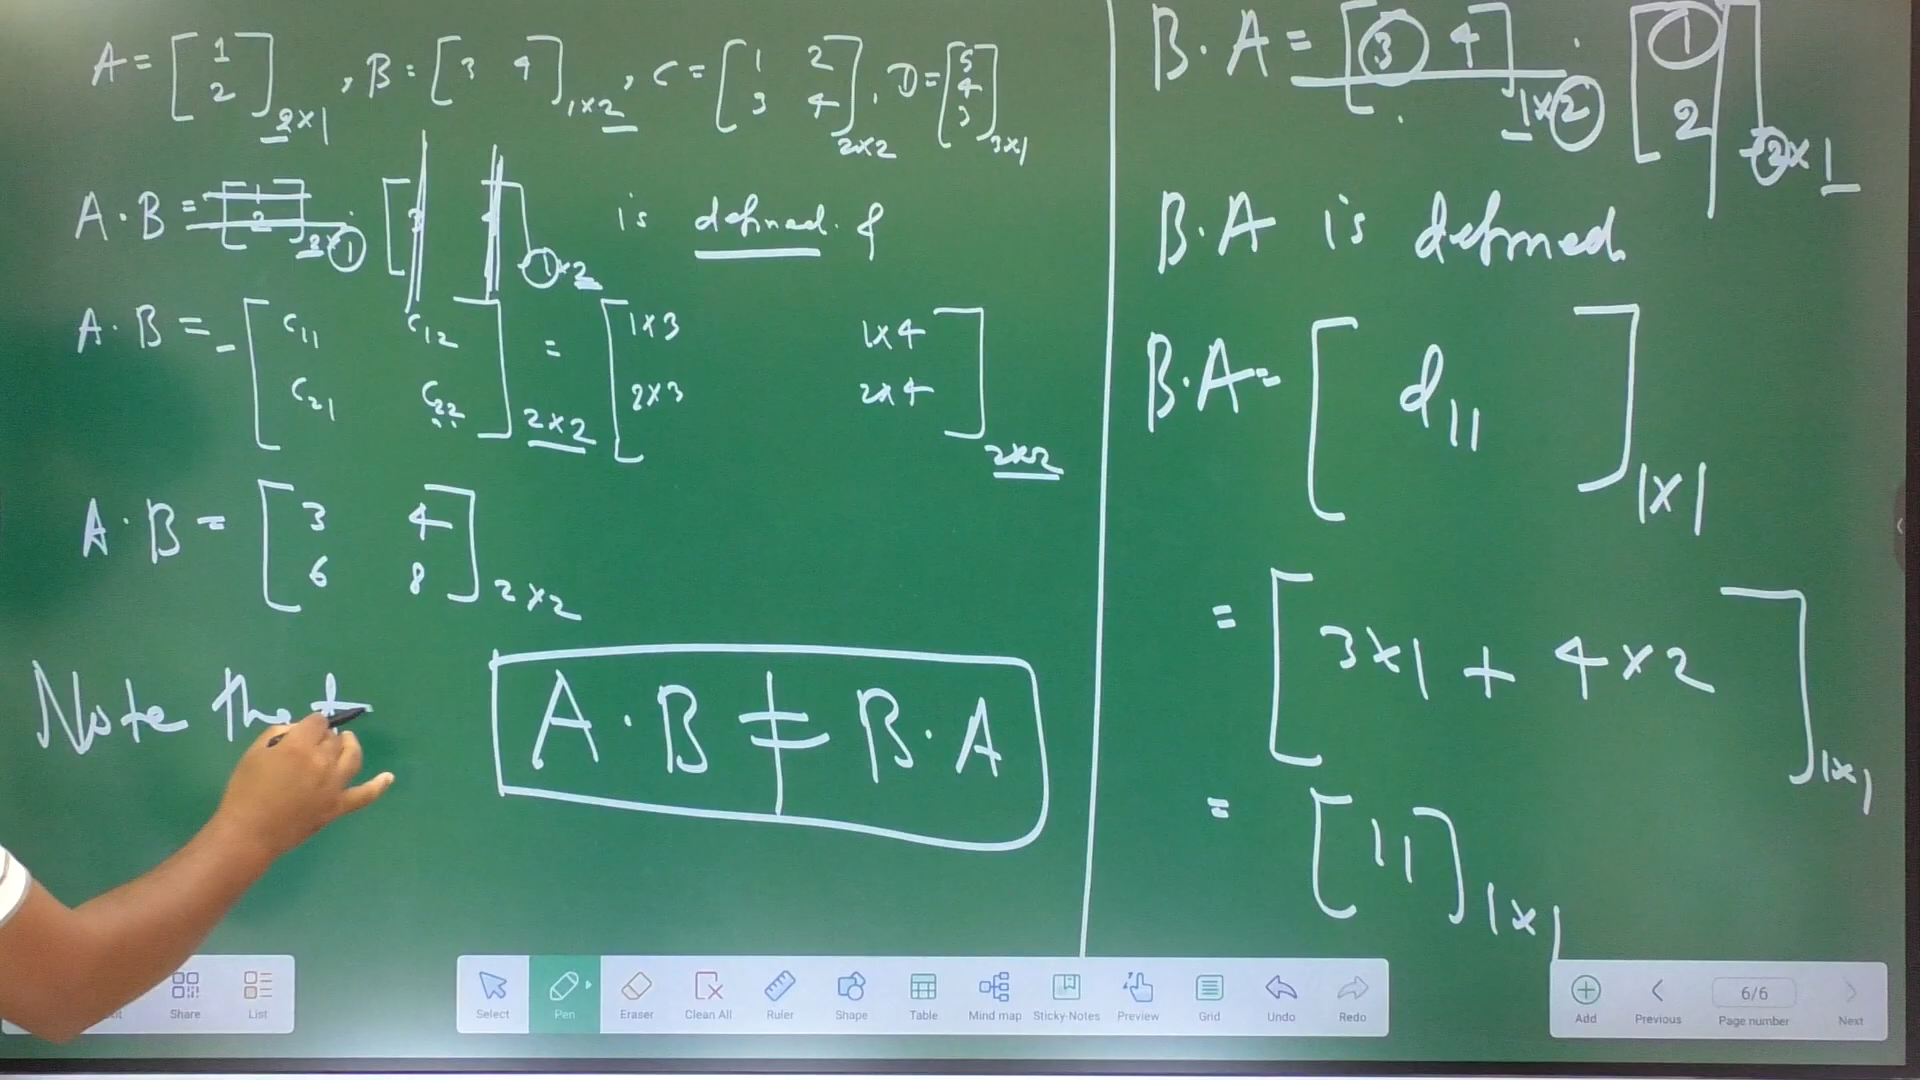 A = [ 1 2 ] 2×1 , B = [ 3 4 ] 1×2 , C = [ 1 2 3 4 ] 2×2 , D = [ 5 4 3 ] 3×1
A · B = [ 1 2 ] 2×1 · [ 3 4 ] 1×2 is defined. &
A · B = [ c11 c12 c21 c22 ] 2×2 = [ 1×3 1×4 2×3 2×4 ] 2×2
A · B = [ 3 4 6 8 ] 2×2
Note that
A · B ≠ B · A
B · A = [ 3 4 ] 1×2 · [ 1 2 ] 2×1
B · A is defined
B · A = [ d11 ] 1×1
= [ 3×1 + 4×2 ] 1×1
= [ 11 ] 1×1
Share
List
Select
Pen
Eraser
Clean All
Ruler
Shape
Table
Mind map
Sticky-Notes
Preview
Grid
Undo
Redo
Add
Previous
6/6
Page number
Next